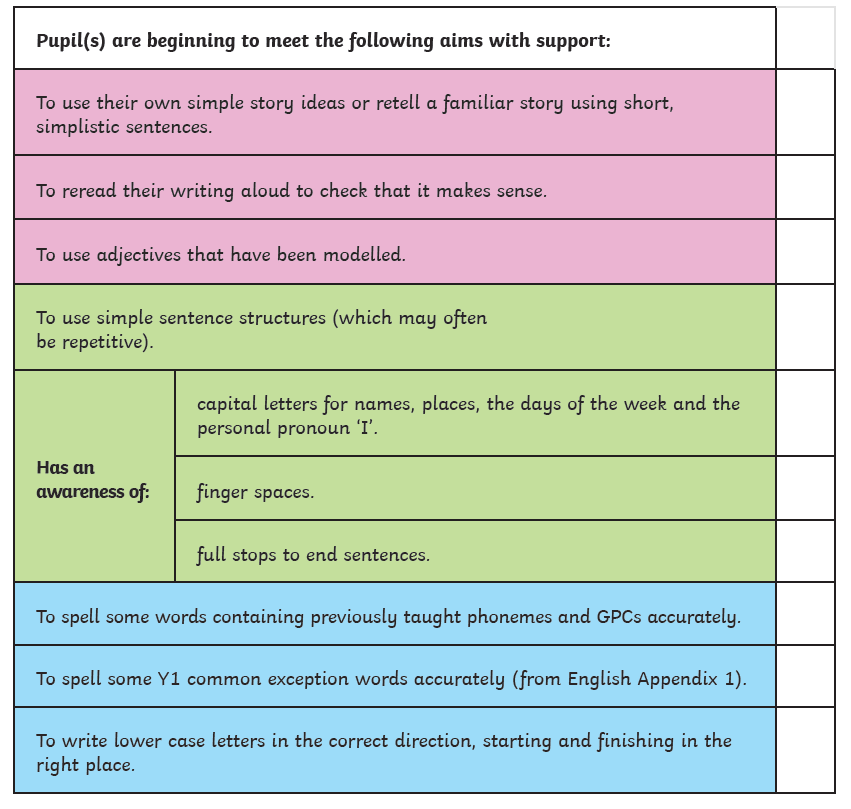 Pupil(s) are beginning to meet the following aims with support:
To use their own simple story ideas or retell a familiar story using short,
simplistic sentences.
To reread their writing aloud to check that it makes sense.
To use adjectives that have been modelled.
To use simple sentence structures (which may often
be repetitive).
Has an
awareness of:
capital letters for names, places, the days of the week and the
personal pronoun ‘I’.
finger spaces.
full stops to end sentences.
To spell some words containing previously taught phonemes and GPCs accurately.
To spell some Y1 common exception words accurately (from English Appendix 1).
To write lower case letters in the correct direction, starting and finishing in the
right place.